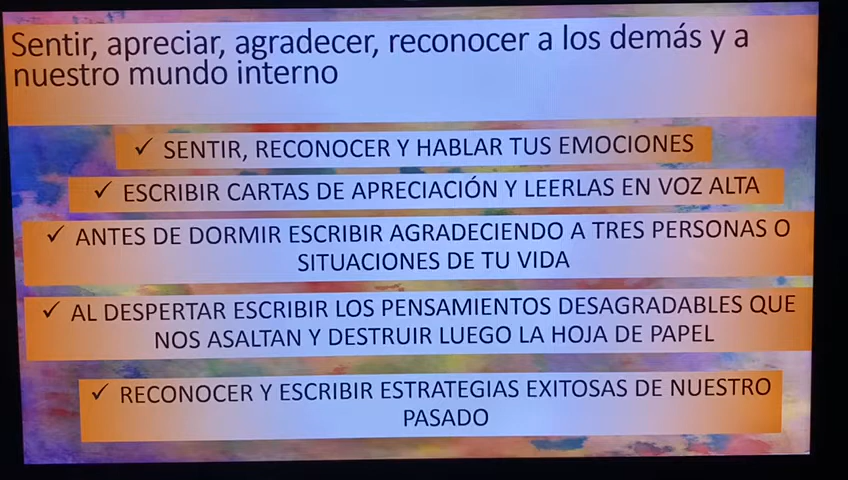 Sentir, apreciar, agradecer, reconocer a los demás y a
nuestro mundo interno
✓ SENTIR, RECONOCER Y HABLAR TUS EMOCIONES
✓ ESCRIBIR CARTAS DE APRECIACIÓN Y LEERLAS EN VOZ ALTA
✓ ANTES DE DORMIR ESCRIBIR AGRADECIENDO A TRES PERSONAS O
SITUACIONES DE TU VIDA
✓ AL DESPERTAR ESCRIBIR LOS PENSAMIENTOS DESAGRADABLES QUE
NOS ASALTAN Y DESTRUIR LUEGO LA HOJA DE PAPEL
✓ RECONOCER Y ESCRIBIR ESTRATEGIAS EXITOSAS DE NUESTRO
PASADO